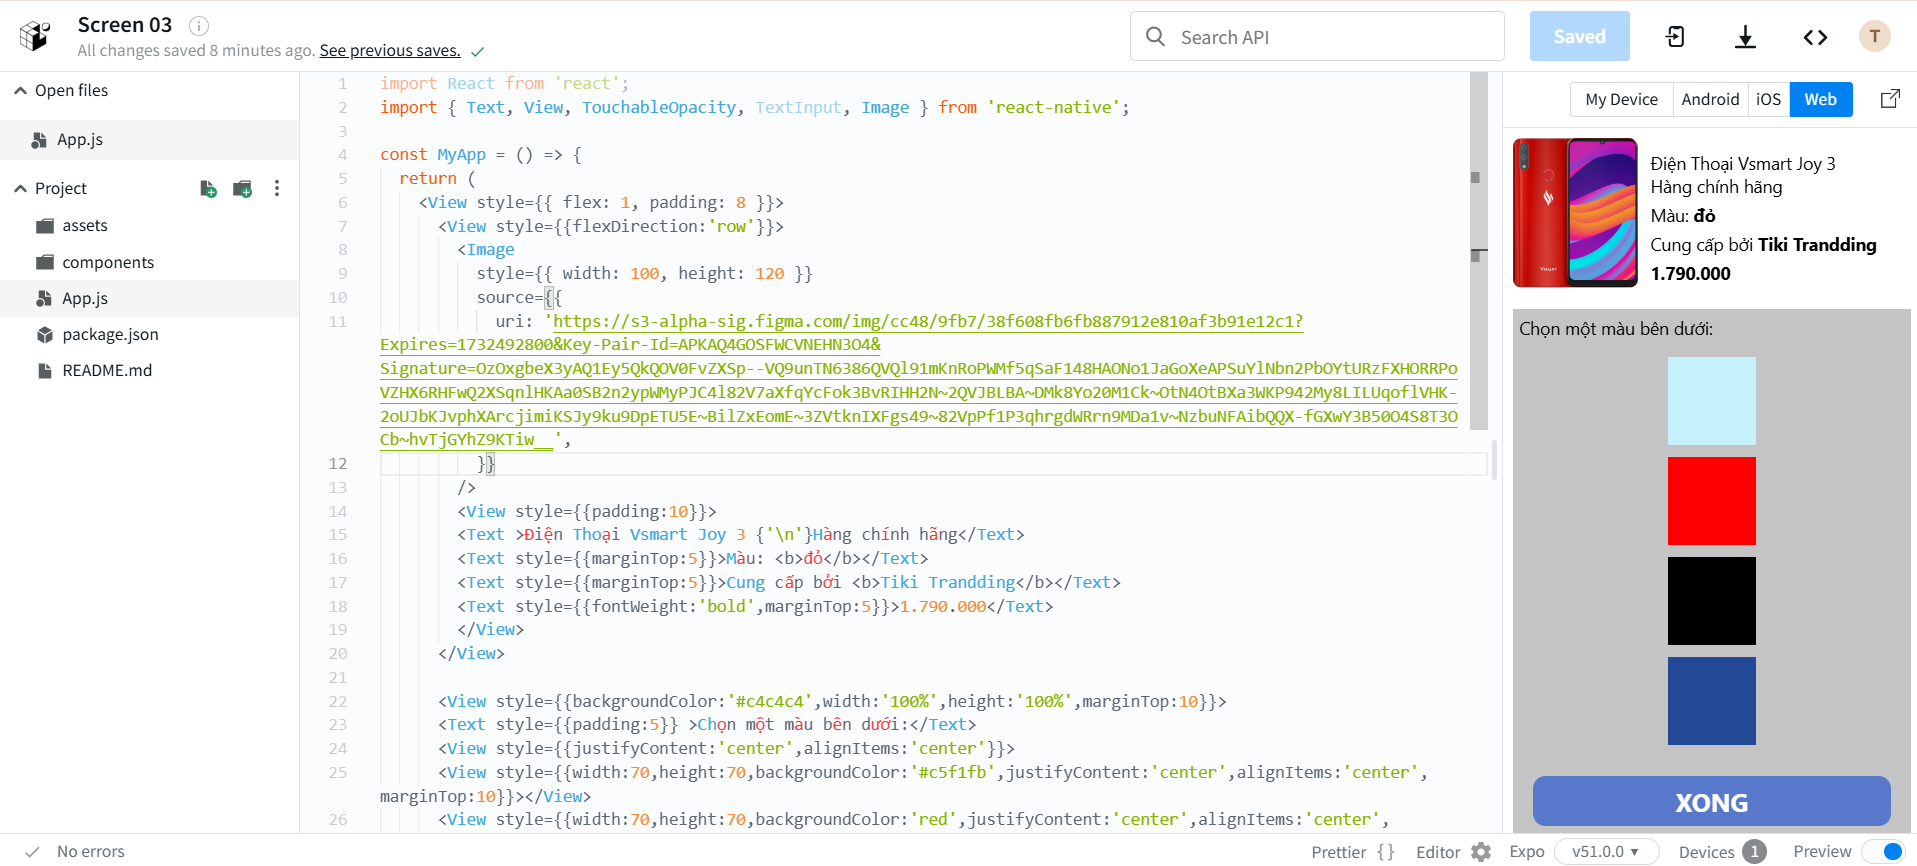 Screen 03
All changes saved 8 minutes ago. See previous saves.
Search API
Saved
T
Open files
App.js
Project
assets
components
App.js
package.json
README.md
1 import React from 'react';
2 import { Text, View, TouchableOpacity, TextInput, Image } from 'react-native';
3
4 const MyApp = () => {
5 return (
6 <View style={{ flex: 1, padding: 8 }}>
7 <View style={{flexDirection:'row'}}>
8 <Image
9 style={{ width: 100, height: 120 }}
10 source={{
11 uri: 'https://s3-alpha-sig.figma.com/img/cc48/9fb7/38f608fb6fb887912e810af3b91e12c1?
Expires=1732492800&Key-Pair-Id=APKAQ4GOSFWCVNEHN3O4&
Signature=OzOxgbeX3yAQ1Ey5QkQOV0FvZXSp--VQ9unTN6386QVQl91mKnRoPWMf5qSaF148HAONo1JaGoXeAPSuYlNbn2PbOYtURzFXHORRPo
VZHX6RHFwQ2XSqnlHKAa0SB2n2ypWMyPJC4l82V7aXfqYcFok3BvRIHH2N~2QVJBLBA~DMk8Yo20M1Ck~OtN4OtBXa3WKP942My8LILUqoflVHK-
2oUJbKJvphXArcjimiKSJy9ku9DpETU5E~BilZxEomE~3ZVtknIXFgs49~82VpPf1P3qhrgdWRrn9MDa1v~NzbuNFAibQQX-fGXwY3B50O4S8T3O
Cb~hvTjGYhZ9KTiw__',
12 }}
13 />
14 <View style={{padding:10}}>
15 <Text >Điện Thoại Vsmart Joy 3 {'\n'}Hàng chính hãng</Text>
16 <Text style={{marginTop:5}}>Màu: <b>đỏ</b></Text>
17 <Text style={{marginTop:5}}>Cung cấp bởi <b>Tiki Trandding</b></Text>
18 <Text style={{fontWeight:'bold',marginTop:5}}>1.790.000</Text>
19 </View>
20 </View>
21
22 <View style={{backgroundColor:'#c4c4c4',width:'100%',height:'100%',marginTop:10}}>
23 <Text style={{padding:5}} >Chọn một màu bên dưới:</Text>
24 <View style={{justifyContent:'center',alignItems:'center'}}>
25 <View style={{width:70,height:70,backgroundColor:'#c5f1fb',justifyContent:'center',alignItems:'center',
marginTop:10}}></View>
26 <View style={{width:70,height:70,backgroundColor:'red',justifyContent:'center',alignItems:'center',
My Device Android iOS Web
VSMART
Điện Thoại Vsmart Joy 3
Hàng chính hãng
Màu: đỏ
Cung cấp bởi Tiki Trandding
1.790.000
Chọn một màu bên dưới:
XONG
No errors
Prettier {} Editor Expo v51.0.0 Devices 1 Preview